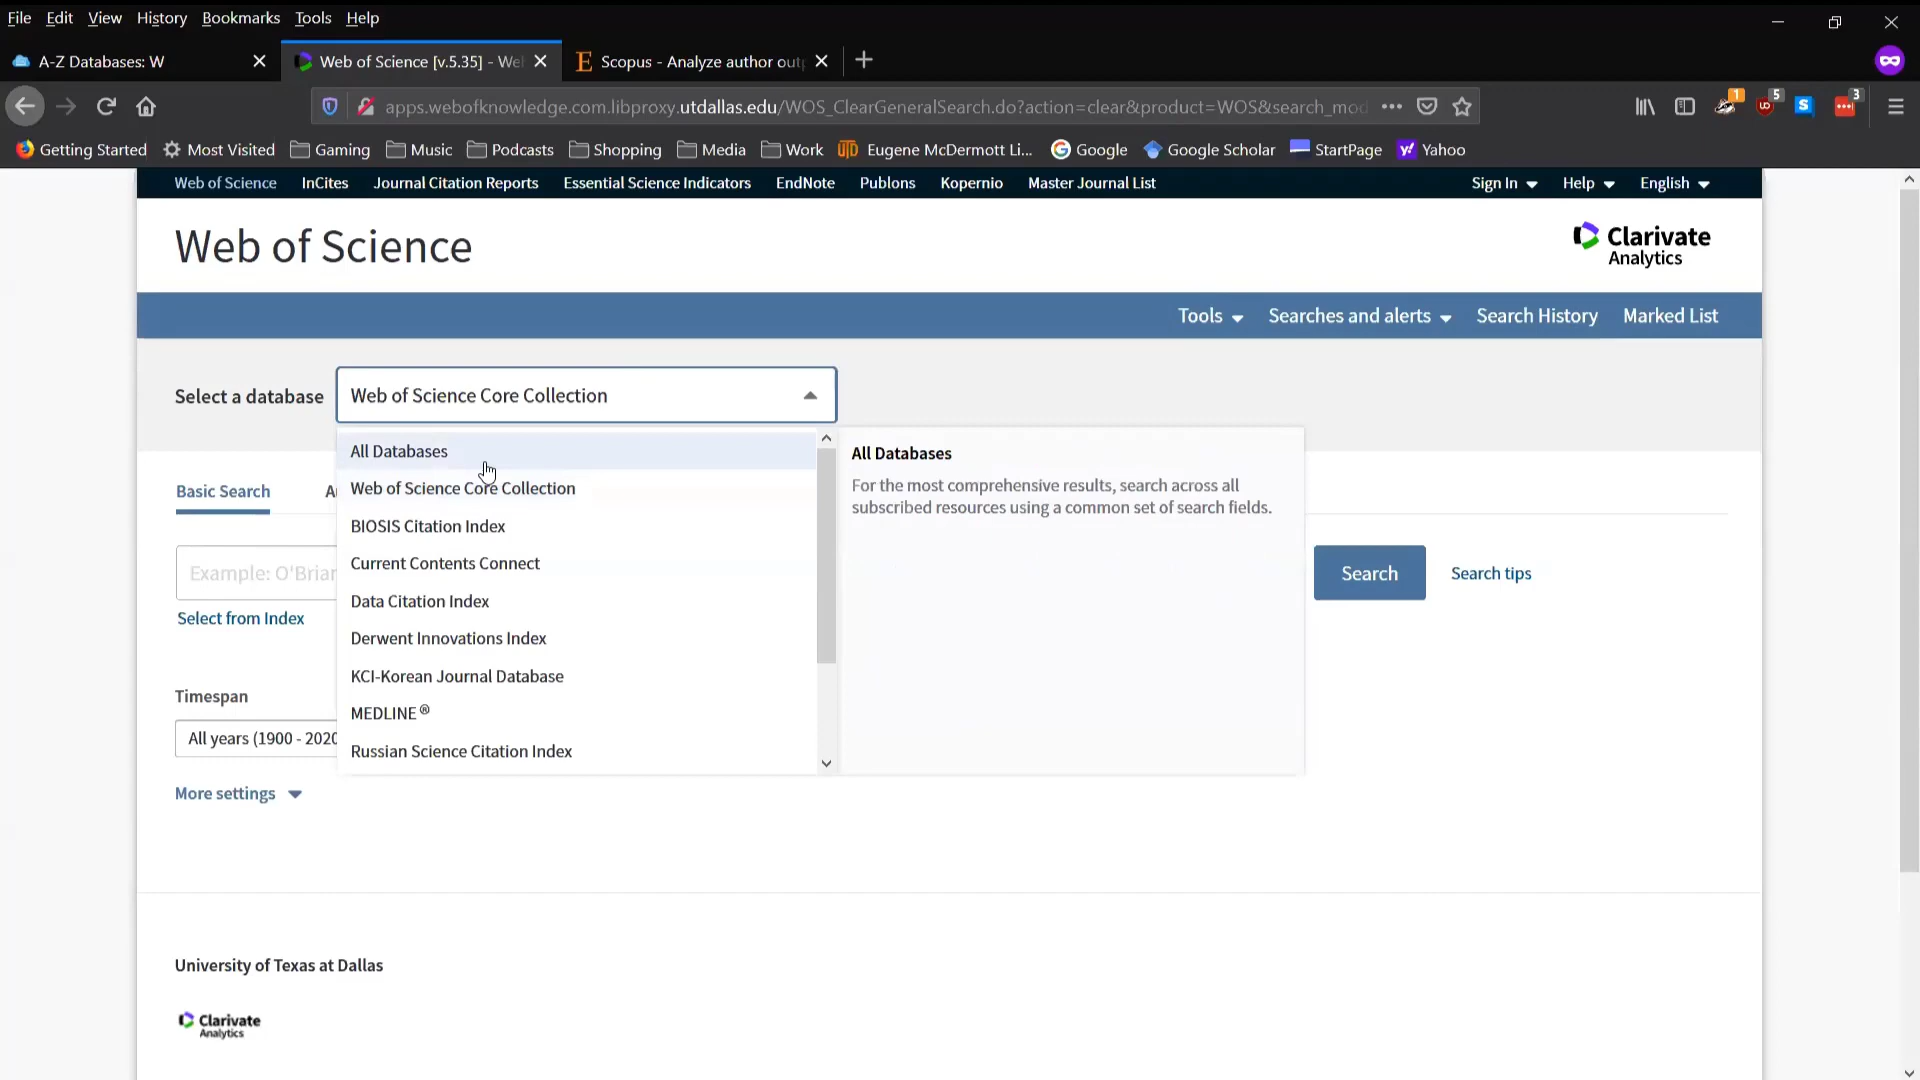 File Edit View History Bookmarks Tools Help
A-Z Databases: W
Web of Science [v.5.35] - We
Scopus - Analyze author out
apps.webofknowledge.com.libproxy.utdallas.edu/WOS_ClearGeneralSearch.do?action=clear&product=WOS&search_mod
1
5
S
3
Getting Started Most Visited Gaming Music Podcasts Shopping Media Work Eugene McDermott Li... Google Google Scholar StartPage Yahoo
Web of Science InCites Journal Citation Reports Essential Science Indicators EndNote Publons Kopernio Master Journal List Sign In Help English
Web of Science
Clarivate
Analytics
Tools Searches and alerts Search History Marked List
Select a database Web of Science Core Collection
All Databases
Web of Science Core Collection
BIOSIS Citation Index
Current Contents Connect
Data Citation Index
Derwent Innovations Index
KCI-Korean Journal Database
MEDLINE®
Russian Science Citation Index
All Databases
For the most comprehensive results, search across all
subscribed resources using a common set of search fields.
Basic Search
Example: O'Briar
Search Search tips
Select from Index
Timespan
All years (1900 - 2020
More settings
University of Texas at Dallas
Clarivate
Analytics